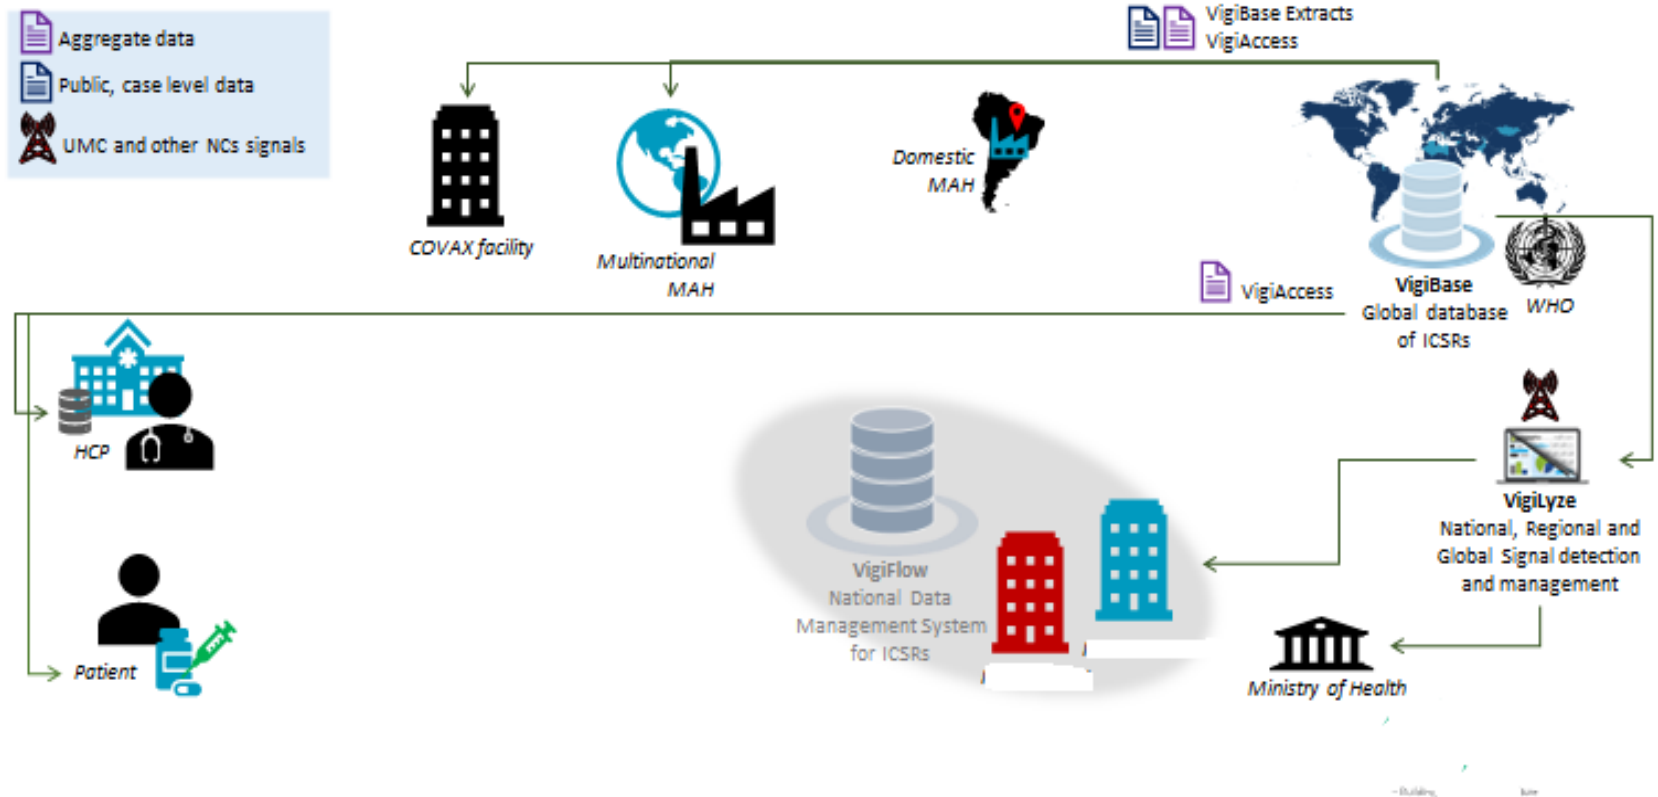 Aggregate data
Public, case level data
UMC and other NCs signals
VigiBase Extracts
VigiAccess
COVAX facility
Multinational
MAH
Domestic
MAH
VigiBase
Global database
of ICSRs
WHO
VigiAccess
HCP
Patient
VigiFlow
National Data
Management System
for ICSRs
VigiLyze
National, Regional and
Global Signal detection
and management
Ministry of Health